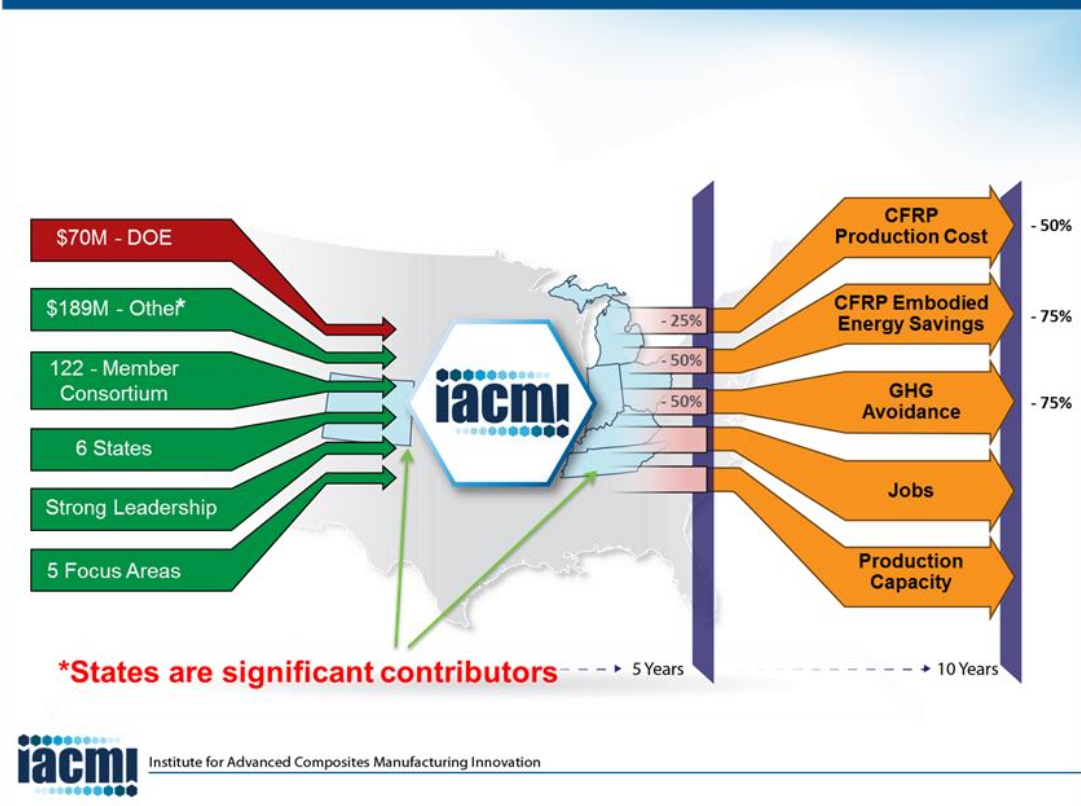 $70M - DOE
$189M - Other*
122 - Member
Consortium
6 States
Strong Leadership
5 Focus Areas
iacmi
- 25%
- 50%
- 50%
CFRP
Production Cost
- 50%
CFRP Embodied
Energy Savings
- 75%
GHG
Avoidance
- 75%
Jobs
Production
Capacity
*States are significant contributors
5 Years
10 Years
iacmi
Institute for Advanced Composites Manufacturing Innovation